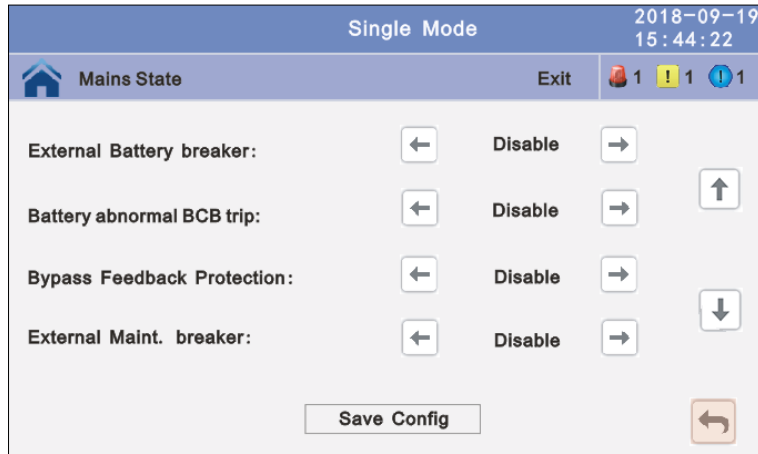 Single Mode
2018-09-19
15:44:22
Mains State Exit 1 1 1
External Battery breaker: Disable
Battery abnormal BCB trip: Disable
Bypass Feedback Protection: Disable
External Maint. breaker: Disable
Save Config